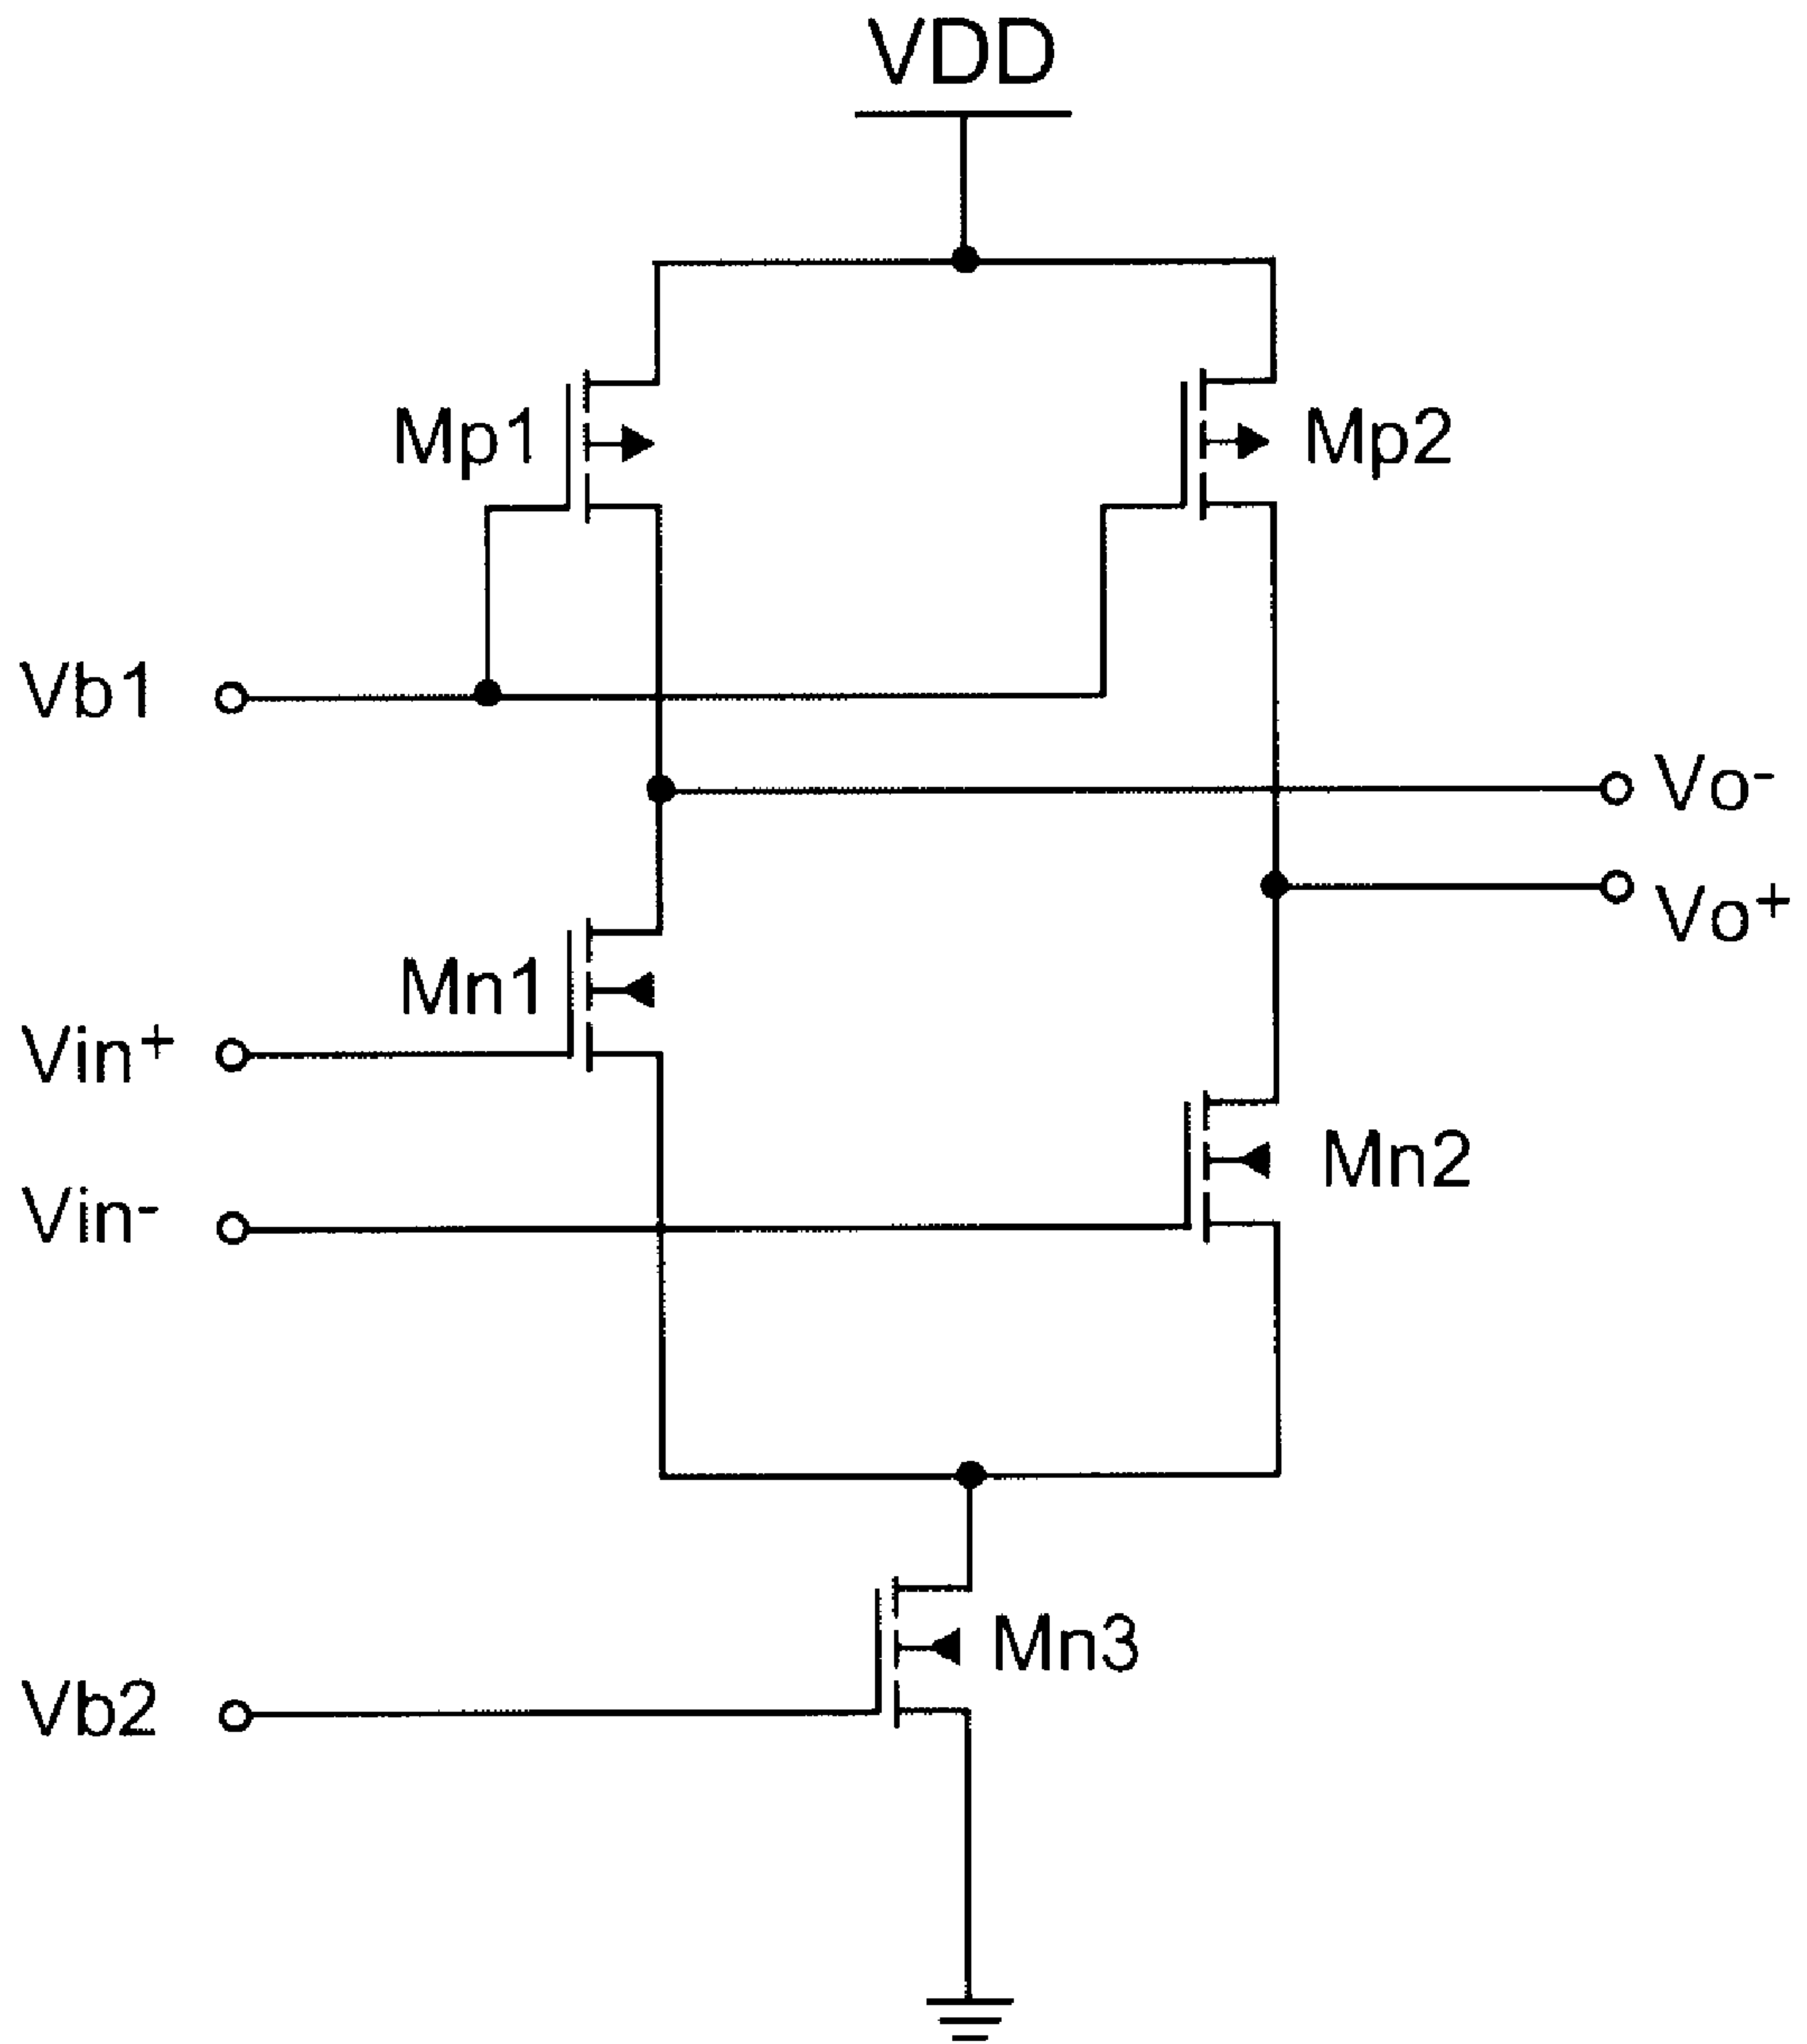 VDD
Mp1
Mp2
Vb1
Vo-
Vo+
Mn1
Vin+
Mn2
Vin-
Mn3
Vb2